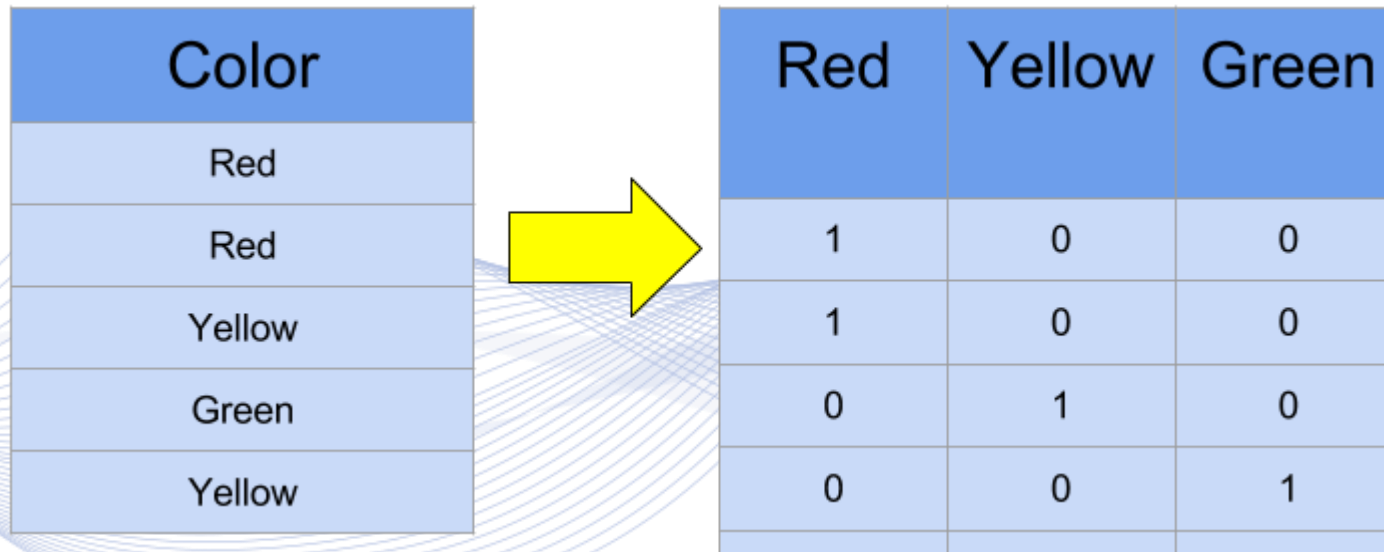 Color
Red
Red
Yellow
Green
Yellow
Red Yellow Green
1 0 0
1 0 0
0 1 0
0 0 1